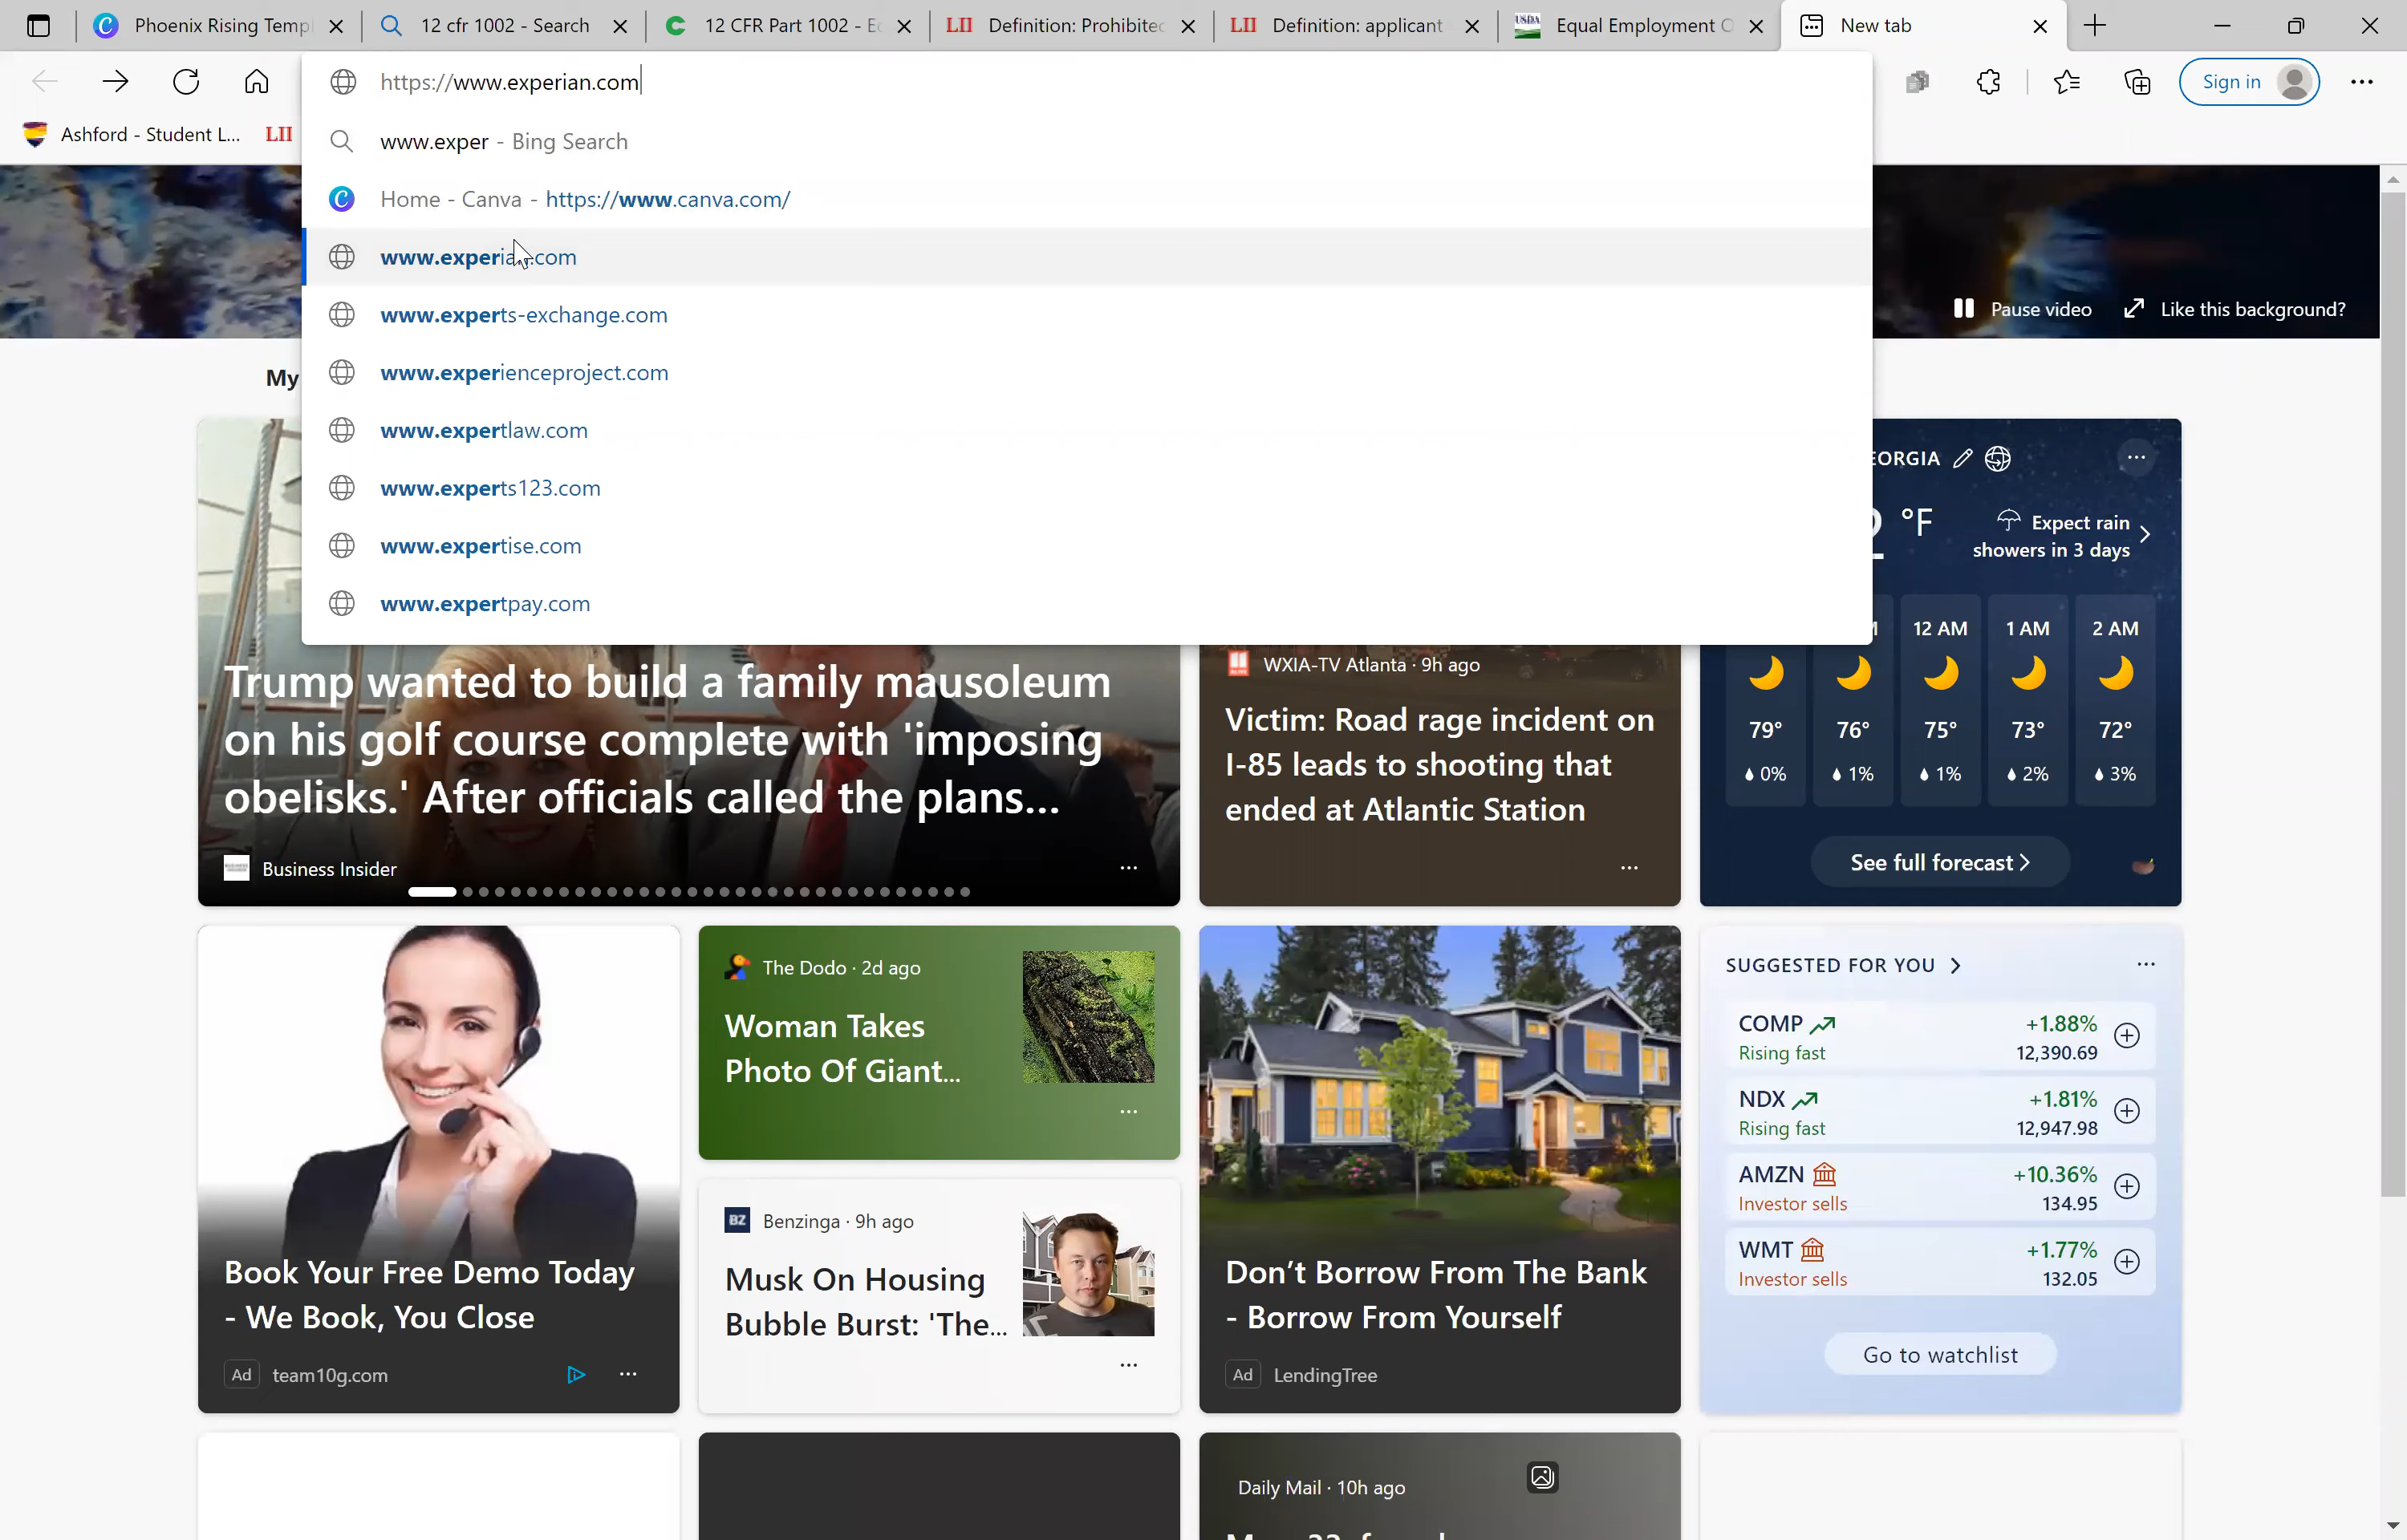 Phoenix Rising Temp
12 cfr 1002 - Search
12 CFR Part 1002 - Ec
LII Definition: Prohibited
LII Definition: applicant
USDA Equal Employment O
New tab
https://www.experian.com
Sign in
Ashford - Student L...
LII
www.exper - Bing Search
Home - Canva - https://www.canva.com/
www.experian.com
www.experts-exchange.com
www.experienceproject.com
www.expertlaw.com
www.experts123.com
www.expertise.com
www.expertpay.com
Pause video
Like this background?
My
Trump wanted to build a family mausoleum
on his golf course complete with 'imposing
obelisks.' After officials called the plans...
Business Insider
WXIA-TV Atlanta · 9h ago
Victim: Road rage incident on
I-85 leads to shooting that
ended at Atlantic Station
EORGIA
2 °F
Expect rain
showers in 3 days
M 12 AM 1 AM 2 AM
79° 76° 75° 73° 72°
0% 1% 1% 2% 3%
See full forecast
Book Your Free Demo Today
- We Book, You Close
Ad team10g.com
The Dodo · 2d ago
Woman Takes
Photo Of Giant...
BZ Benzinga · 9h ago
Musk On Housing
Bubble Burst: 'The...
Don't Borrow From The Bank
- Borrow From Yourself
Ad LendingTree
SUGGESTED FOR YOU
COMP +1.88%
Rising fast 12,390.69
NDX +1.81%
Rising fast 12,947.98
AMZN +10.36%
Investor sells 134.95
WMT +1.77%
Investor sells 132.05
Go to watchlist
Daily Mail · 10h ago